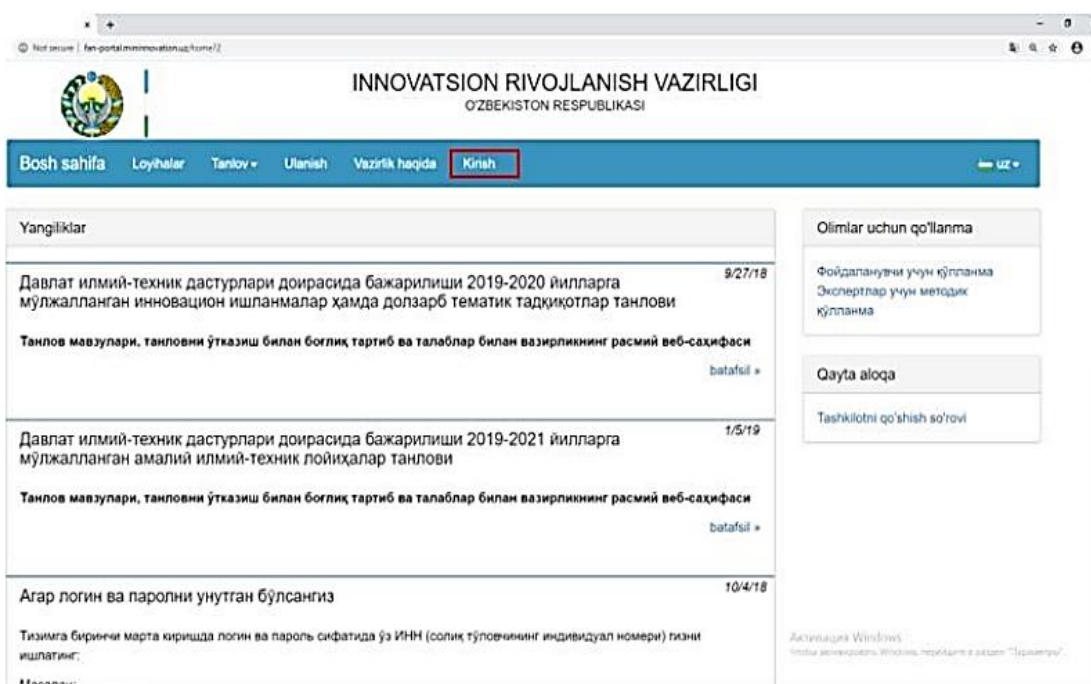 Not secure | fan-portal.mininnovation.uz/home/2
INNOVATSION RIVOJLANISH VAZIRLIGI
O'ZBEKISTON RESPUBLIKASI
Bosh sahifa Loyihalar Tanlov Ulanish Vazirlik haqida Kirish UZ
Yangiliklar
Давлат илмий-техник дастурлари доирасида бажарилиши 2019-2020 йилларга 9/27/18
мўлжалланган инновацион ишланмалар ҳамда долзарб тематик тадқиқотлар танлови
Танлов мавзулари, танловни ўтказиш билан боғлиқ тартиб ва талаблар билан вазирликнинг расмий веб-саҳифаси
batafsil »
Давлат илмий-техник дастурлари доирасида бажарилиши 2019-2021 йилларга 1/5/19
мўлжалланган амалий илмий-техник лойиҳалар танлови
Танлов мавзулари, танловни ўтказиш билан боғлиқ тартиб ва талаблар билан вазирликнинг расмий веб-саҳифаси
batafsil »
Агар логин ва паролни унутган бўлсангиз 10/4/18
Тизимга биринчи марта киришда логин ва пароль сифатида ўз ИНН (солиқ тўловчининг индивидуал номери) гизни
ишлатинг:
Olimlar uchun qo'llanma
Фойдаланувчи учун қўлланма
Экспертлар учун методик
қўлланма
Qayta aloqa
Tashkilotni qo'shish so'rovi
Активация Windows
Чтобы активировать Windows, перейдите в раздел "Параметры".